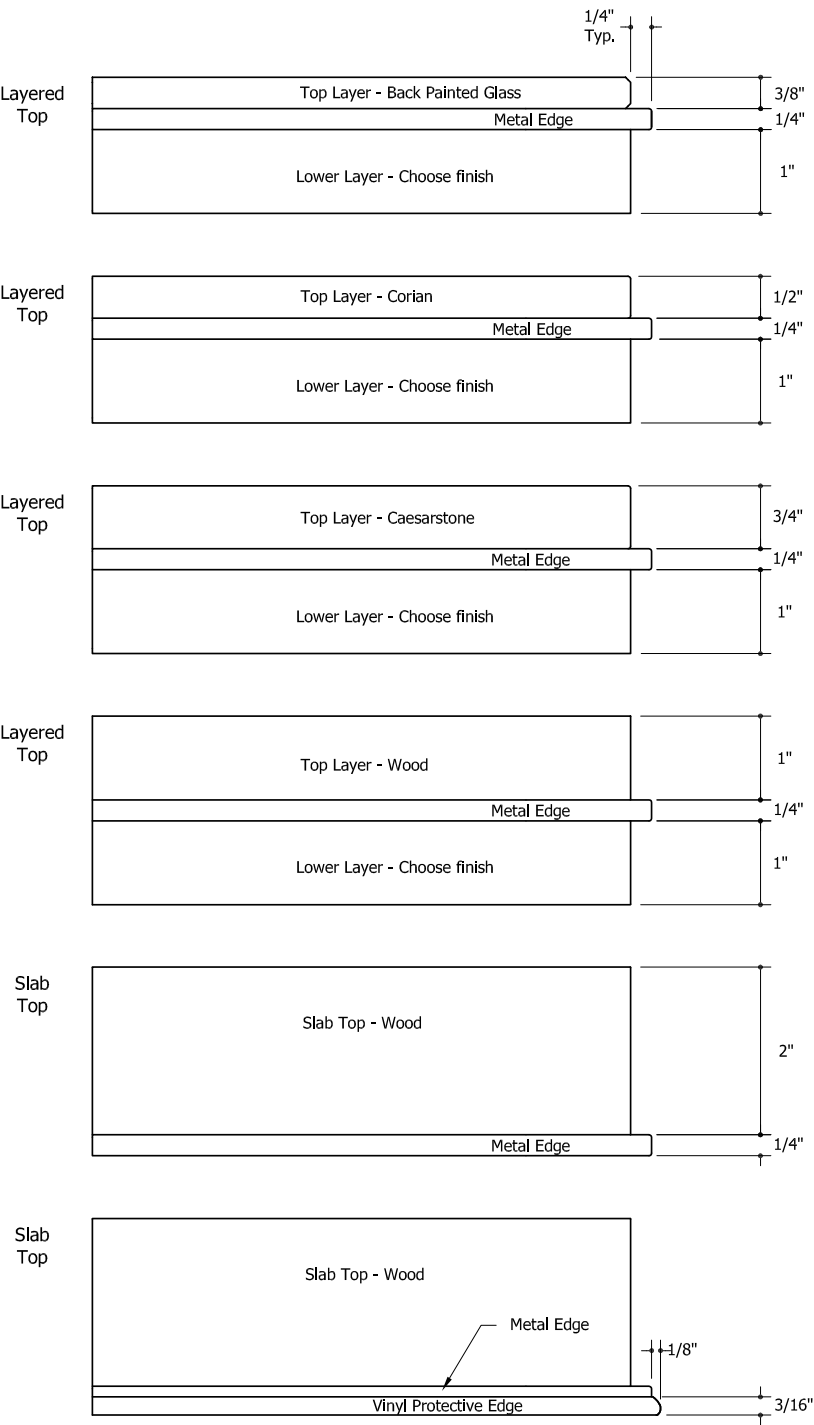 1/4"
Typ.
Layered
Top
Top Layer - Back Painted Glass
3/8"
Metal Edge
1/4"
Lower Layer - Choose finish
1"
Layered
Top
Top Layer - Corian
1/2"
Metal Edge
1/4"
Lower Layer - Choose finish
1"
Layered
Top
Top Layer - Caesarstone
3/4"
Metal Edge
1/4"
Lower Layer - Choose finish
1"
Layered
Top
Top Layer - Wood
1"
Metal Edge
1/4"
Lower Layer - Choose finish
1"
Slab
Top
Slab Top - Wood
2"
Metal Edge
1/4"
Slab
Top
Slab Top - Wood
Metal Edge
1/8"
Vinyl Protective Edge
3/16"